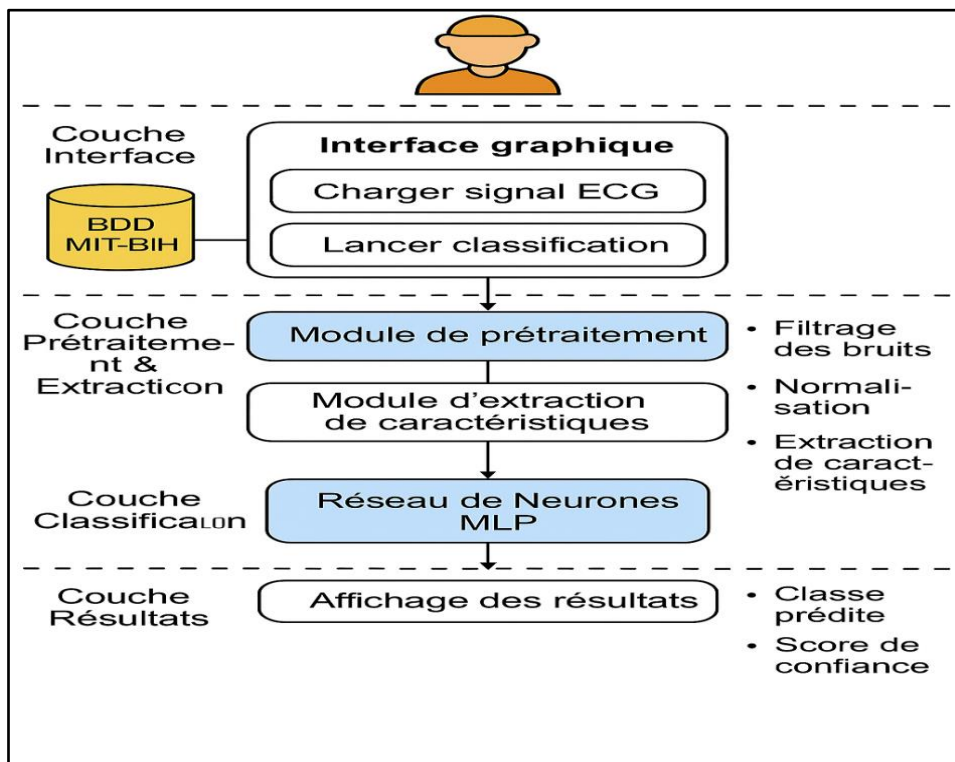 Couche
Interface
BDD
MIT-BIH
Interface graphique
Charger signal ECG
Lancer classification
Couche
Prétraiteme-
nt &
Extracticon
Module de prétraitement
Module d'extraction
de caractéristiques
• Filtrage
des bruits
• Normali-
sation
• Extraction
de caract-
ëristiques
Couche
ClassificaLOn
Réseau de Neurones
MLP
Couche
Résultats
Affichage des résultats
• Classe
prédite
• Score de
confiance